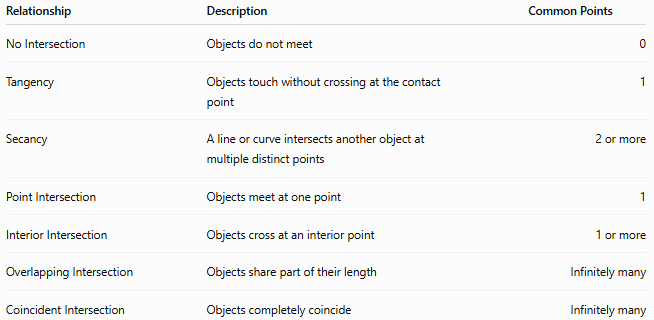 Relationship Description Common Points
No Intersection Objects do not meet 0
Tangency Objects touch without crossing at the contact point 1
Secancy A line or curve intersects another object at multiple distinct points 2 or more
Point Intersection Objects meet at one point 1
Interior Intersection Objects cross at an interior point 1 or more
Overlapping Intersection Objects share part of their length Infinitely many
Coincident Intersection Objects completely coincide Infinitely many